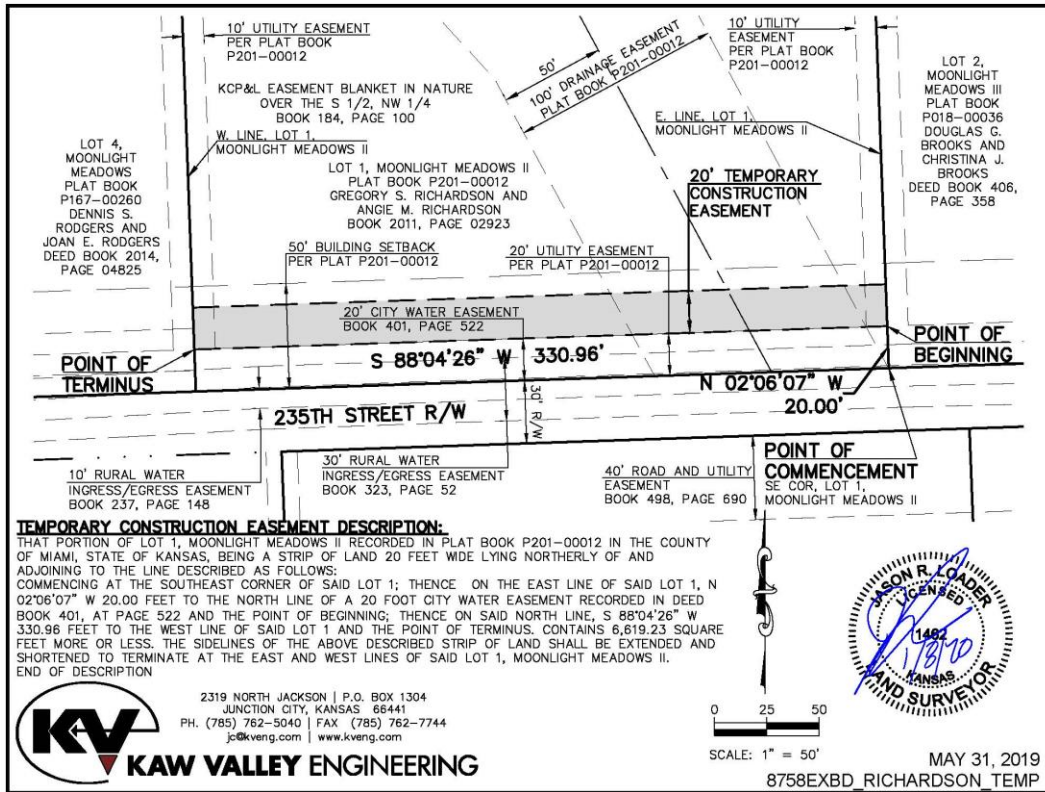 10' UTILITY EASEMENT
PER PLAT BOOK
P201-00012
KCP&L EASEMENT BLANKET IN NATURE
OVER THE S 1/2, NW 1/4
BOOK 184, PAGE 100
W. LINE, LOT 1,
MOONLIGHT MEADOWS II
50'
100' DRAINAGE EASEMENT
PLAT BOOK P201-00012
10' UTILITY
EASEMENT
PER PLAT BOOK
P201-00012
E. LINE, LOT 1,
MOONLIGHT MEADOWS II
LOT 2,
MOONLIGHT
MEADOWS III
PLAT BOOK
P018-00036
DOUGLAS G.
BROOKS AND
CHRISTINA J.
BROOKS
DEED BOOK 406,
PAGE 358
LOT 4,
MOONLIGHT
MEADOWS
PLAT BOOK
P167-00260
DENNIS S.
RODGERS AND
JOAN E. RODGERS
DEED BOOK 2014,
PAGE 04825
LOT 1, MOONLIGHT MEADOWS II
PLAT BOOK P201-00012
GREGORY S. RICHARDSON AND
ANGIE M. RICHARDSON
BOOK 2011, PAGE 02923
20' TEMPORARY
CONSTRUCTION
EASEMENT
50' BUILDING SETBACK
PER PLAT P201-00012
20' UTILITY EASEMENT
PER PLAT P201-00012
20' CITY WATER EASEMENT
BOOK 401, PAGE 522
POINT OF
TERMINUS
S 88°04'26" W 330.96'
POINT OF
BEGINNING
N 02°06'07" W
20.00'
235TH STREET R/W
30' R/W
10' RURAL WATER
INGRESS/EGRESS EASEMENT
BOOK 237, PAGE 148
30' RURAL WATER
INGRESS/EGRESS EASEMENT
BOOK 323, PAGE 52
40' ROAD AND UTILITY
EASEMENT
BOOK 498, PAGE 690
POINT OF
COMMENCEMENT
SE COR, LOT 1,
MOONLIGHT MEADOWS II
TEMPORARY CONSTRUCTION EASEMENT DESCRIPTION:
THAT PORTION OF LOT 1, MOONLIGHT MEADOWS II RECORDED IN PLAT BOOK P201-00012 IN THE COUNTY
OF MIAMI, STATE OF KANSAS, BEING A STRIP OF LAND 20 FEET WIDE LYING NORTHERLY OF AND
ADJOINING TO THE LINE DESCRIBED AS FOLLOWS:
COMMENCING AT THE SOUTHEAST CORNER OF SAID LOT 1; THENCE ON THE EAST LINE OF SAID LOT 1, N
02°06'07" W 20.00 FEET TO THE NORTH LINE OF A 20 FOOT CITY WATER EASEMENT RECORDED IN DEED
BOOK 401, AT PAGE 522 AND THE POINT OF BEGINNING; THENCE ON SAID NORTH LINE, S 88°04'26" W
330.96 FEET TO THE WEST LINE OF SAID LOT 1 AND THE POINT OF TERMINUS. CONTAINS 6,619.23 SQUARE
FEET MORE OR LESS. THE SIDELINES OF THE ABOVE DESCRIBED STRIP OF LAND SHALL BE EXTENDED AND
SHORTENED TO TERMINATE AT THE EAST AND WEST LINES OF SAID LOT 1, MOONLIGHT MEADOWS II.
END OF DESCRIPTION
JASON R. LOADER
LICENSED
1462
1/8/20
KANSAS
LAND SURVEYOR
KV
2319 NORTH JACKSON | P.O. BOX 1304
JUNCTION CITY, KANSAS 66441
PH. (785) 762-5040 | FAX (785) 762-7744
jc@kveng.com | www.kveng.com
KAW VALLEY ENGINEERING
0 25 50
SCALE: 1" = 50'
MAY 31, 2019
8758EXBD_RICHARDSON_TEMP